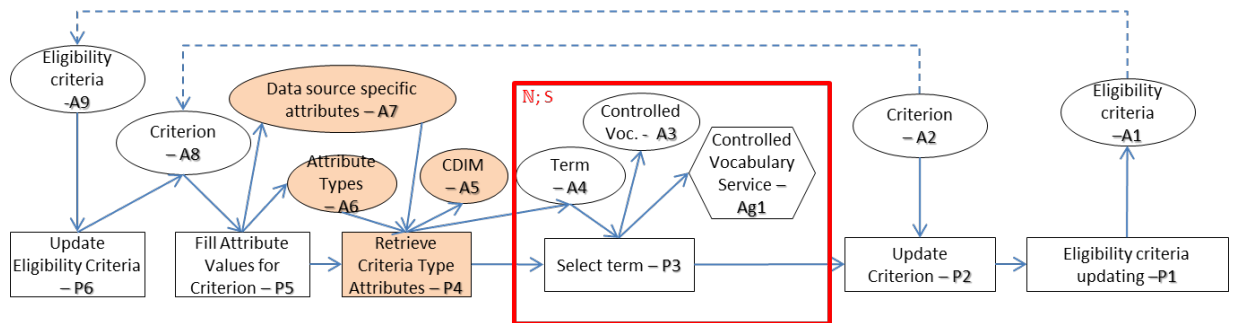 Eligibility
criteria
-A9
Criterion
– A8
Data source specific
attributes – A7
Attribute
Types
– A6
CDIM
– A5
ℕ; S
Term
– A4
Controlled
Voc. - A3
Controlled
Vocabulary
Service –
Ag1
Criterion
– A2
Eligibility
criteria
–A1
Update
Eligibility Criteria
– P6
Fill Attribute
Values for
Criterion – P5
Retrieve
Criteria Type
Attributes – P4
Select term – P3
Update
Criterion – P2
Eligibility criteria
updating –P1